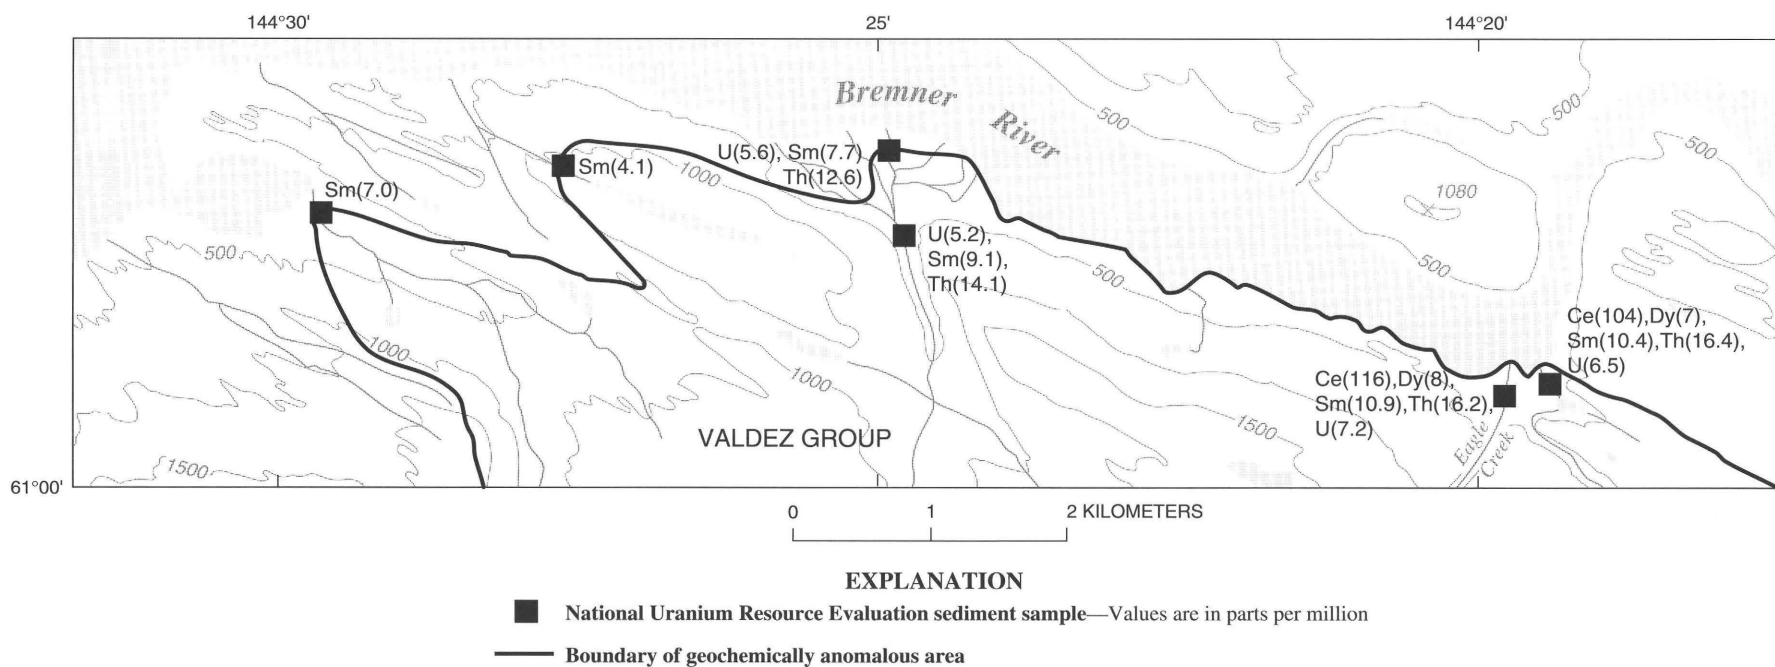 144°30'
25'
144°20'
Bremner
River
500
500
500
1080
500
Sm(7.0)
Sm(4.1)
1000
U(5.6), Sm(7.7)
Th(12.6)
U(5.2),
Sm(9.1),
Th(14.1)
500
500
1000
1000
1500
1500
VALDEZ GROUP
Ce(104),Dy(7),
Sm(10.4),Th(16.4),
U(6.5)
Ce(116),Dy(8),
Sm(10.9),Th(16.2),
U(7.2)
Eagle
Creek
61°00'
0 1 2 KILOMETERS
EXPLANATION
National Uranium Resource Evaluation sediment sample—Values are in parts per million
Boundary of geochemically anomalous area